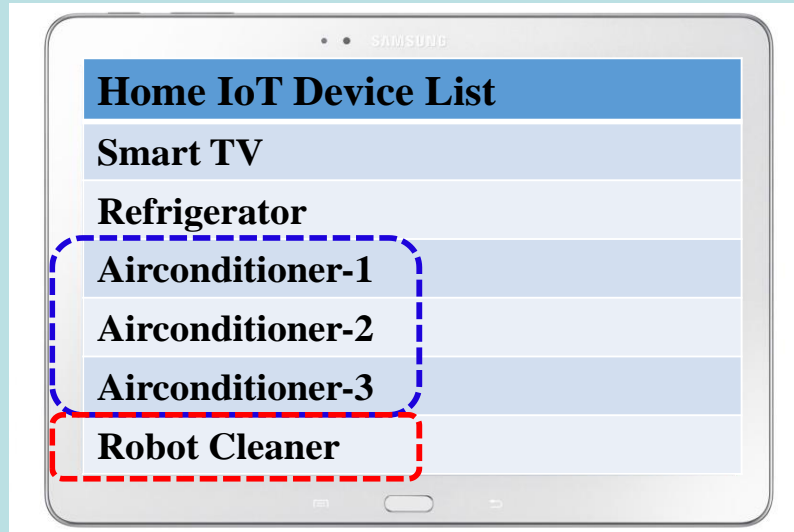 SAMSUNG
Home IoT Device List
Smart TV
Refrigerator
Airconditioner-1
Airconditioner-2
Airconditioner-3
Robot Cleaner